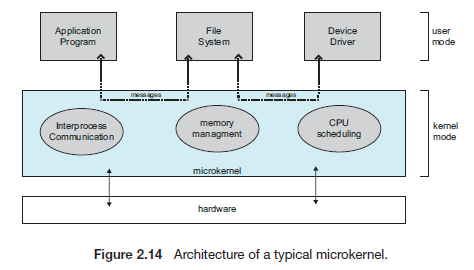 Application
Program
File
System
Device
Driver
user
mode
messages
messages
Interprocess
Communication
memory
managment
CPU
scheduling
kernel
mode
microkernel
hardware
Figure 2.14 Architecture of a typical microkernel.